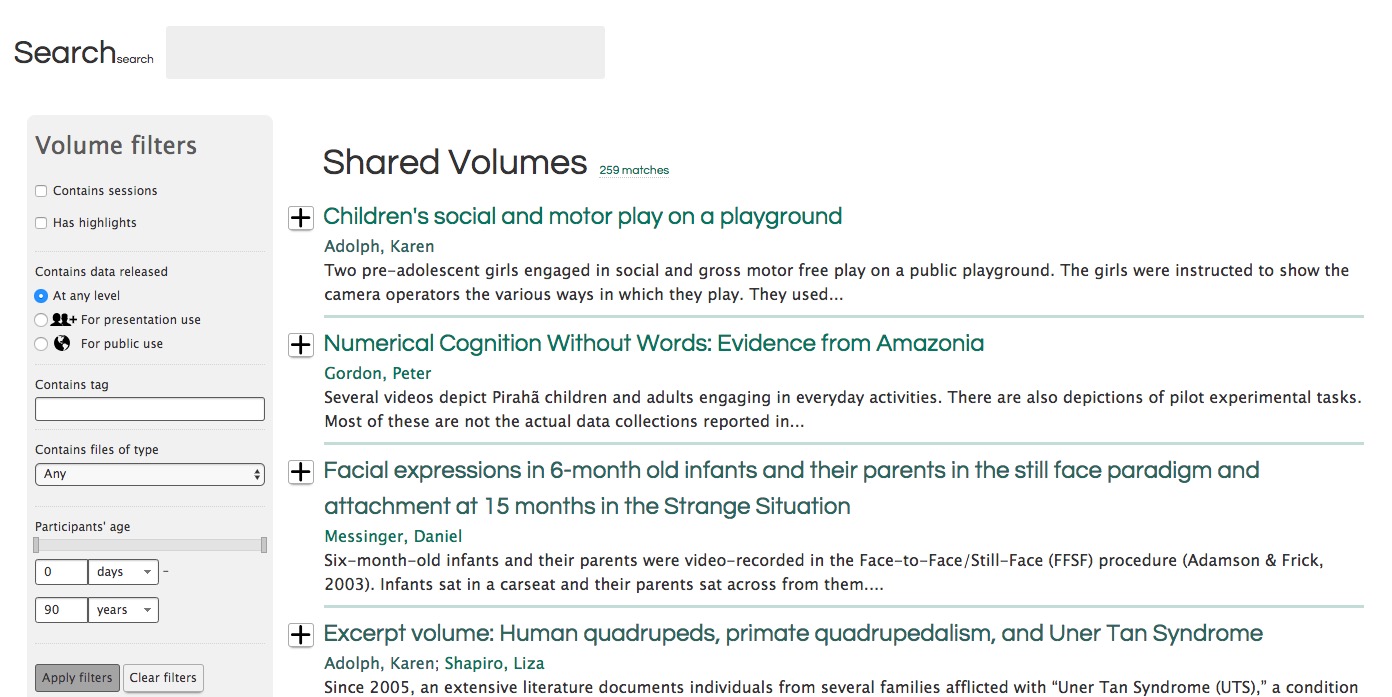 Searchsearch
Volume filters
Contains sessions
Has highlights
Contains data released
At any level
For presentation use
For public use
Contains tag
Contains files of type
Any
Participants' age
0 days –
90 years
Apply filters Clear filters
Shared Volumes 259 matches
Children's social and motor play on a playground
Adolph, Karen
Two pre-adolescent girls engaged in social and gross motor free play on a public playground. The girls were instructed to show the
camera operators the various ways in which they play. They used...
Numerical Cognition Without Words: Evidence from Amazonia
Gordon, Peter
Several videos depict Pirahã children and adults engaging in everyday activities. There are also depictions of pilot experimental tasks.
Most of these are not the actual data collections reported in...
Facial expressions in 6-month old infants and their parents in the still face paradigm and
attachment at 15 months in the Strange Situation
Messinger, Daniel
Six-month-old infants and their parents were video-recorded in the Face-to-Face/Still-Face (FFSF) procedure (Adamson & Frick,
2003). Infants sat in a carseat and their parents sat across from them....
Excerpt volume: Human quadrupeds, primate quadrupedalism, and Uner Tan Syndrome
Adolph, Karen; Shapiro, Liza
Since 2005, an extensive literature documents individuals from several families afflicted with “Uner Tan Syndrome (UTS),” a condition